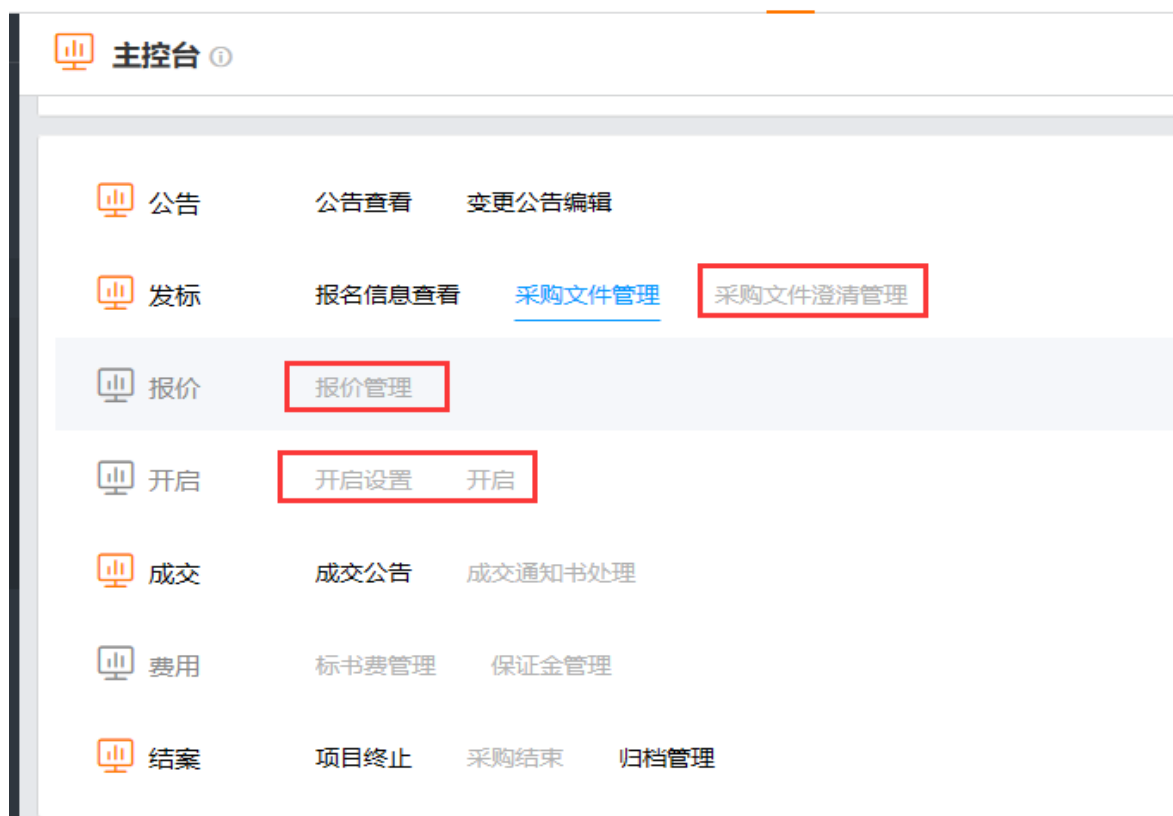 主控台
公告 公告查看 变更公告编辑
发标 报名信息查看 采购文件管理 采购文件澄清管理
报价 报价管理
开启 开启设置 开启
成交 成交公告 成交通知书处理
费用 标书费管理 保证金管理
结案 项目终止 采购结束 归档管理